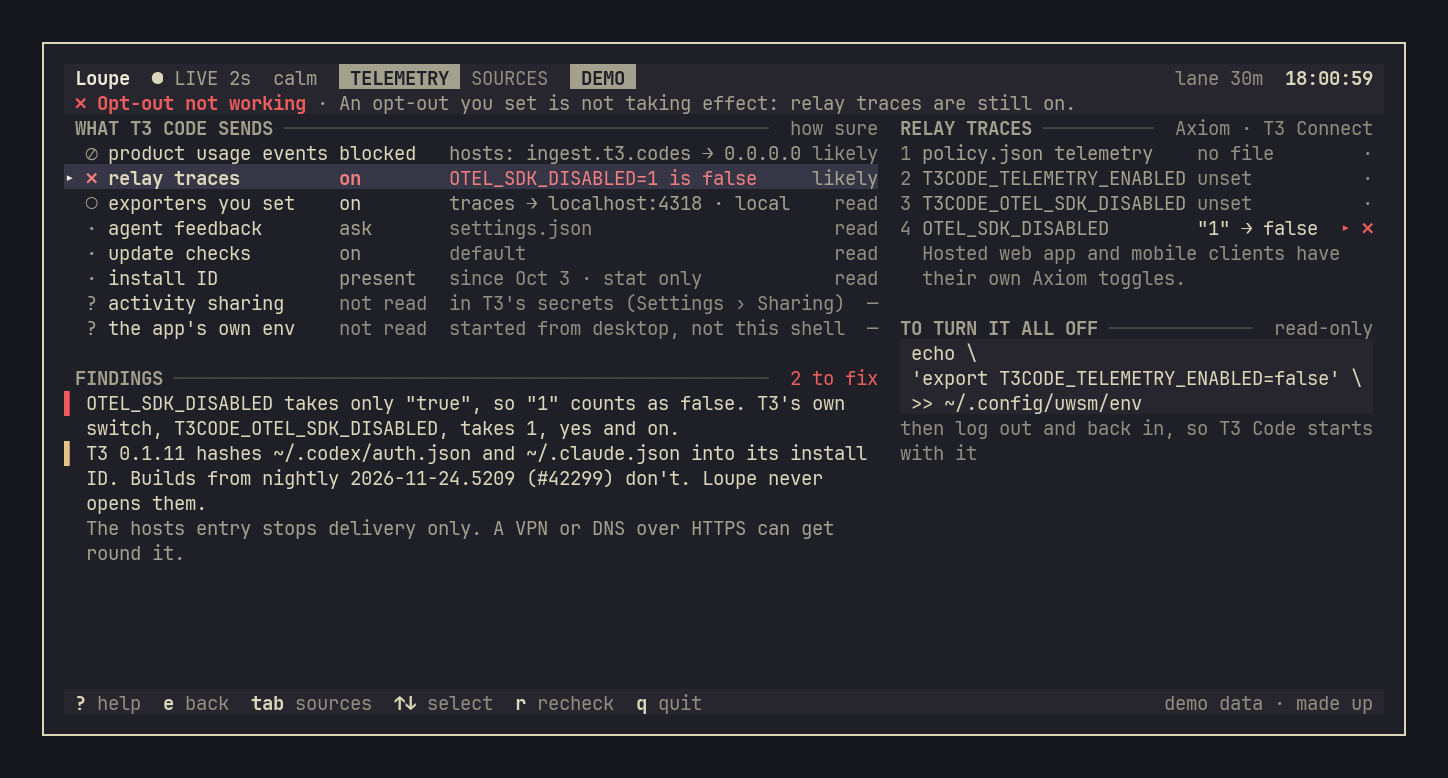 Loupe ● LIVE 2s calm TELEMETRY SOURCES DEMO lane 30m 18:00:59
× Opt-out not working · An opt-out you set is not taking effect: relay traces are still on.
WHAT T3 CODE SENDS how sure
⊘ product usage events blocked hosts: ingest.t3.codes → 0.0.0.0 likely
▸ × relay traces on OTEL_SDK_DISABLED=1 is false likely
○ exporters you set on traces → localhost:4318 · local read
· agent feedback ask settings.json read
· update checks on default read
· install ID present since Oct 3 · stat only read
? activity sharing not read in T3's secrets (Settings › Sharing) —
? the app's own env not read started from desktop, not this shell —
FINDINGS 2 to fix
OTEL_SDK_DISABLED takes only "true", so "1" counts as false. T3's own
switch, T3CODE_OTEL_SDK_DISABLED, takes 1, yes and on.
T3 0.1.11 hashes ~/.codex/auth.json and ~/.claude.json into its install
ID. Builds from nightly 2026-11-24.5209 (#42299) don't. Loupe never
opens them.
The hosts entry stops delivery only. A VPN or DNS over HTTPS can get
round it.
RELAY TRACES Axiom · T3 Connect
1 policy.json telemetry no file ·
2 T3CODE_TELEMETRY_ENABLED unset ·
3 T3CODE_OTEL_SDK_DISABLED unset ·
4 OTEL_SDK_DISABLED "1" → false ▸ ×
Hosted web app and mobile clients have
their own Axiom toggles.
TO TURN IT ALL OFF read-only
echo \
'export T3CODE_TELEMETRY_ENABLED=false' \
>> ~/.config/uwsm/env
then log out and back in, so T3 Code starts
with it
? help e back tab sources ↑↓ select r recheck q quit demo data · made up